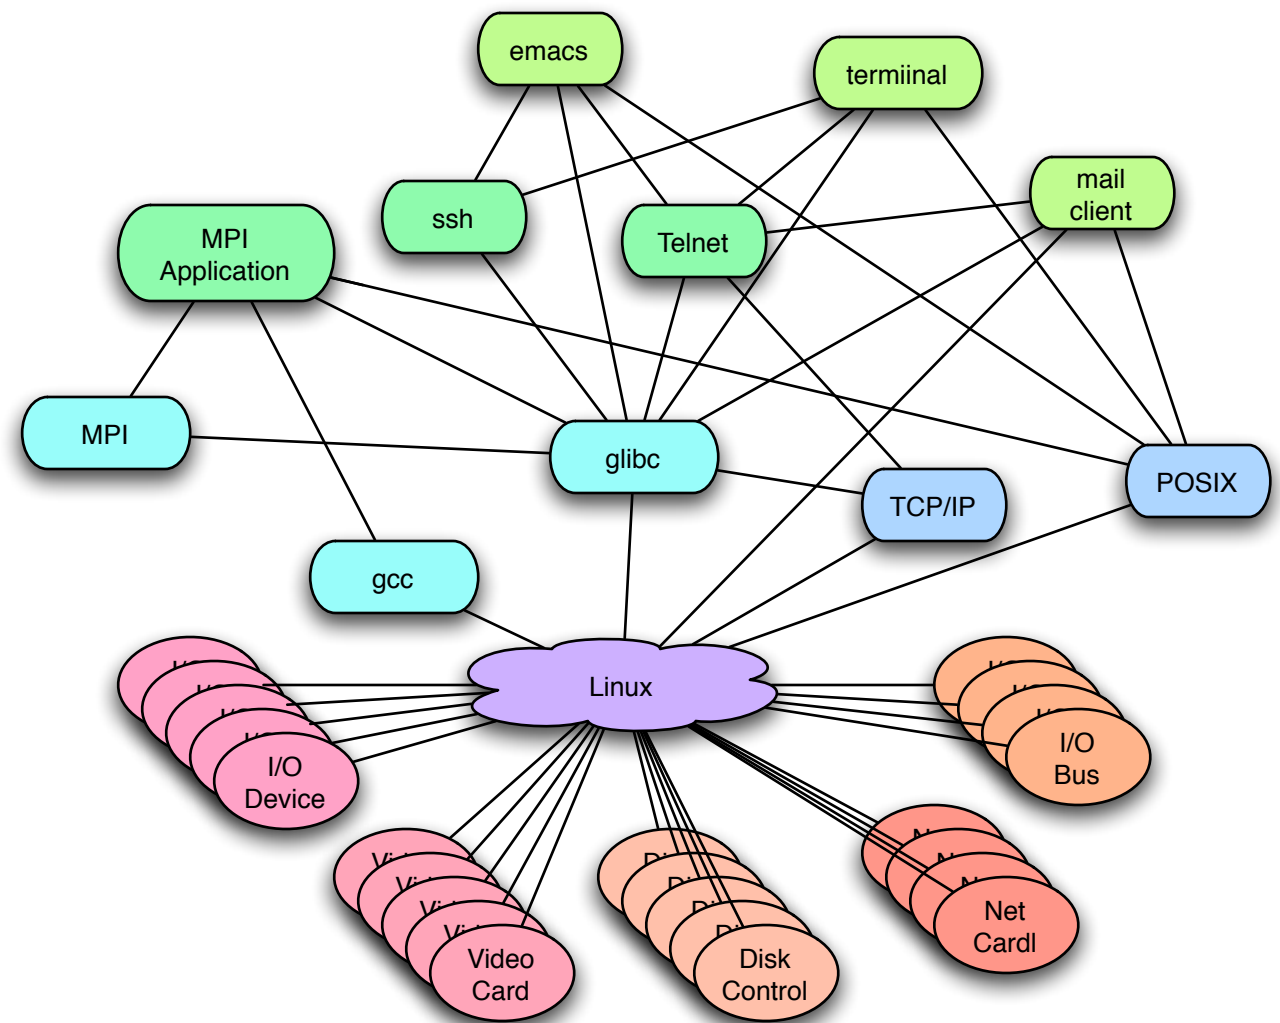 emacs
termiinal
mail
client
ssh
MPI
Application
Telnet
MPI
glibc
POSIX
TCP/IP
gcc
Linux
I/O
Device
I/O
Bus
Net
Cardl
Video
Card
Disk
Control